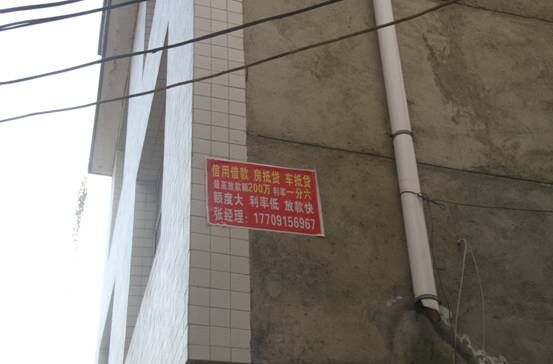 信用借款 房抵贷 车抵贷
最高放款额200万 利率一分六
额度大 利率低 放款快
张经理：17709156967